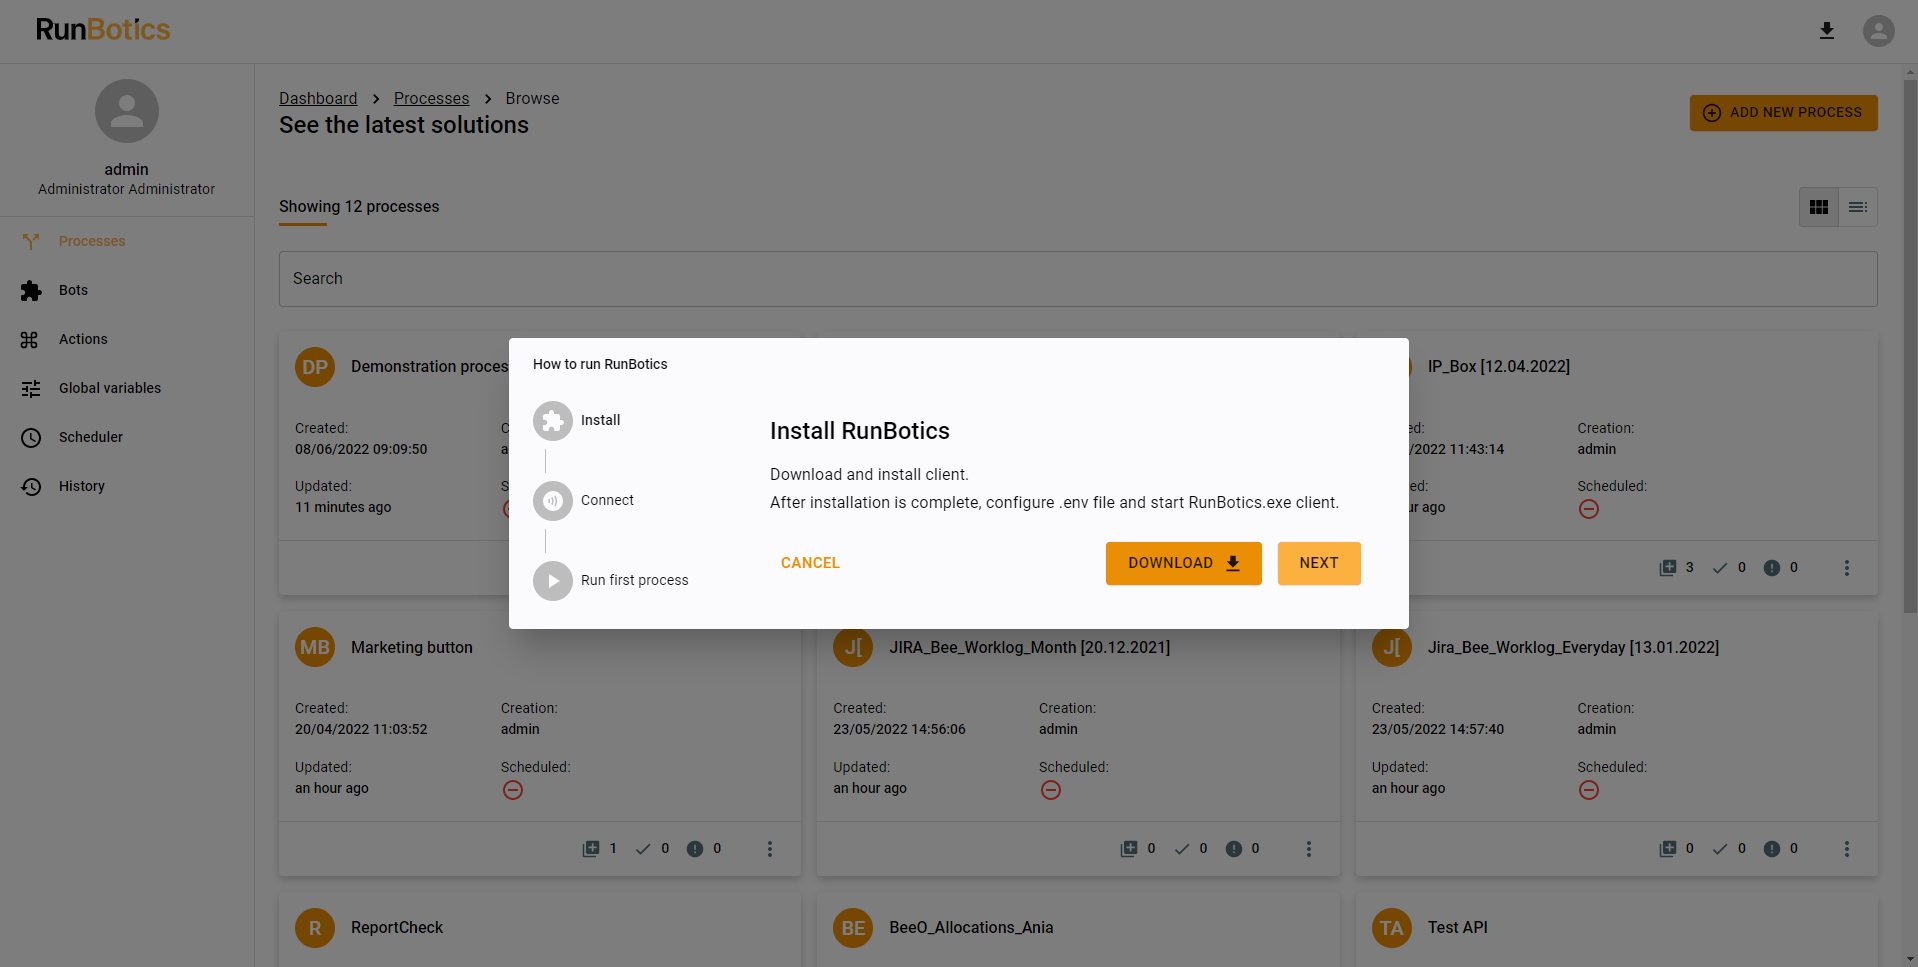 RunBotics
admin
Administrator Administrator
Processes
Bots
Actions
Global variables
Scheduler
History
Dashboard > Processes > Browse
See the latest solutions
ADD NEW PROCESS
Showing 12 processes
Search
DP Demonstration proces
Created:
08/06/2022 09:09:50
Updated:
11 minutes ago
IP_Box [12.04.2022]
Creation:
/2022 11:43:14 admin
Scheduled:
3 0 0
How to run RunBotics
Install
Connect
Run first process
Install RunBotics
Download and install client.
After installation is complete, configure .env file and start RunBotics.exe client.
CANCEL
DOWNLOAD
NEXT
MB Marketing button
Created: Creation:
20/04/2022 11:03:52 admin
Updated: Scheduled:
an hour ago
1 0 0
J[ JIRA_Bee_Worklog_Month [20.12.2021]
Created: Creation:
23/05/2022 14:56:06 admin
Updated: Scheduled:
an hour ago
0 0 0
J[ Jira_Bee_Worklog_Everyday [13.01.2022]
Created: Creation:
23/05/2022 14:57:40 admin
Updated: Scheduled:
an hour ago
0 0 0
R ReportCheck
BE BeeO_Allocations_Ania
TA Test API